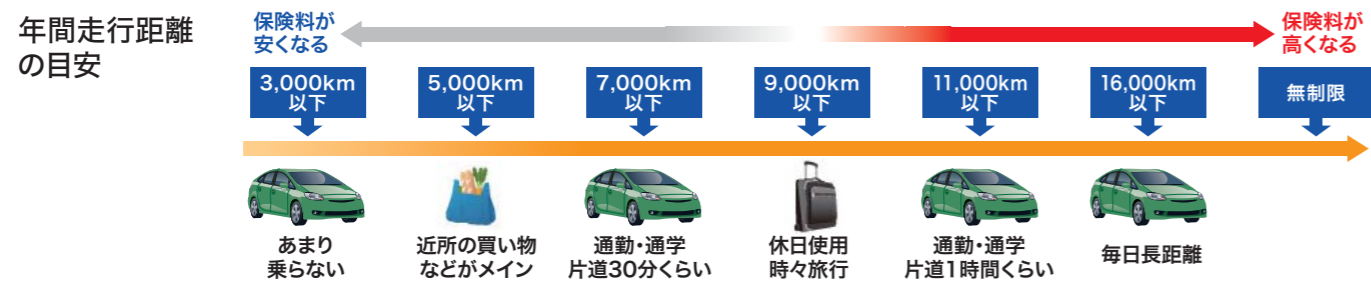 年間走行距離
の目安
保険料が
安くなる
保険料が
高くなる
3,000km
以下
5,000km
以下
7,000km
以下
9,000km
以下
11,000km
以下
16,000km
以下
無制限
あまり
乗らない
近所の買い物
などがメイン
通勤・通学
片道30分くらい
休日使用
時々旅行
通勤・通学
片道1時間くらい
毎日長距離